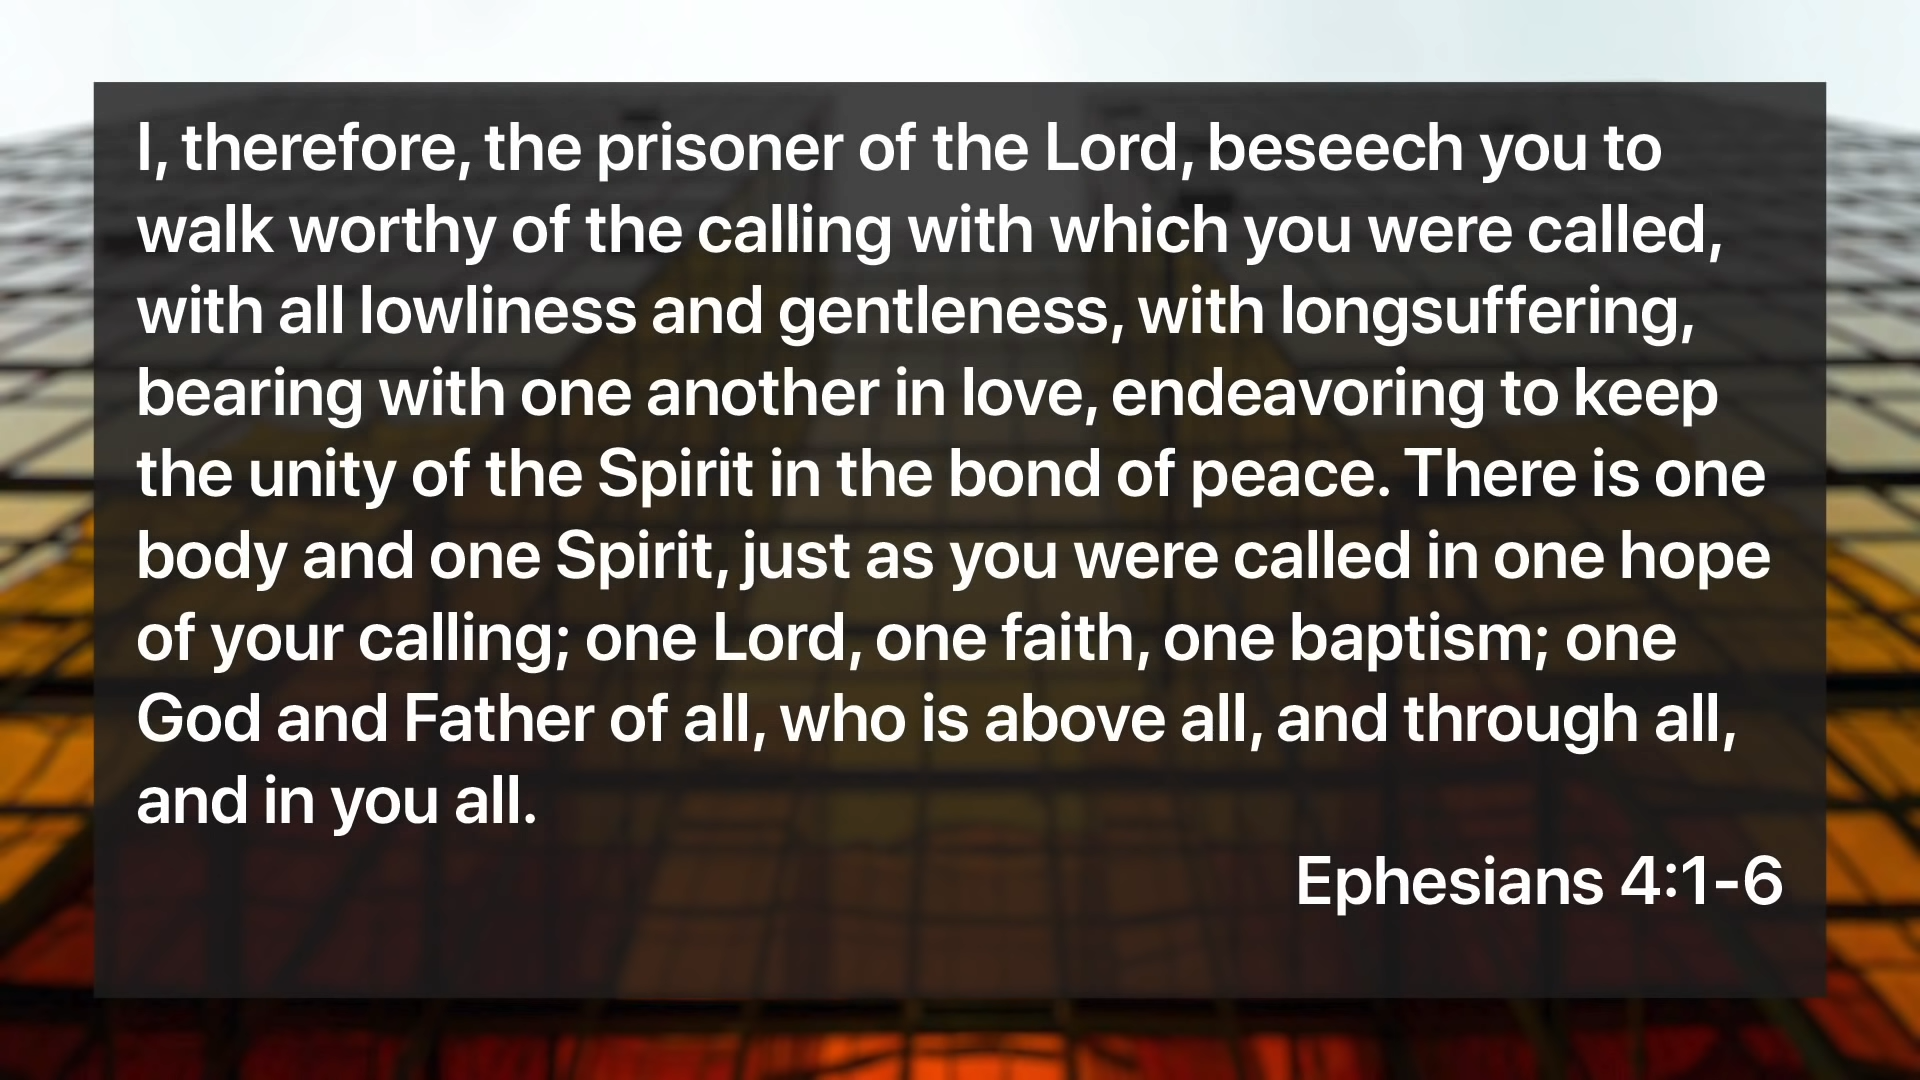 I, therefore, the prisoner of the Lord, beseech you to
walk worthy of the calling with which you were called,
with all lowliness and gentleness, with longsuffering,
bearing with one another in love, endeavoring to keep
the unity of the Spirit in the bond of peace. There is one
body and one Spirit, just as you were called in one hope
of your calling; one Lord, one faith, one baptism; one
God and Father of all, who is above all, and through all,
and in you all.
Ephesians 4:1-6